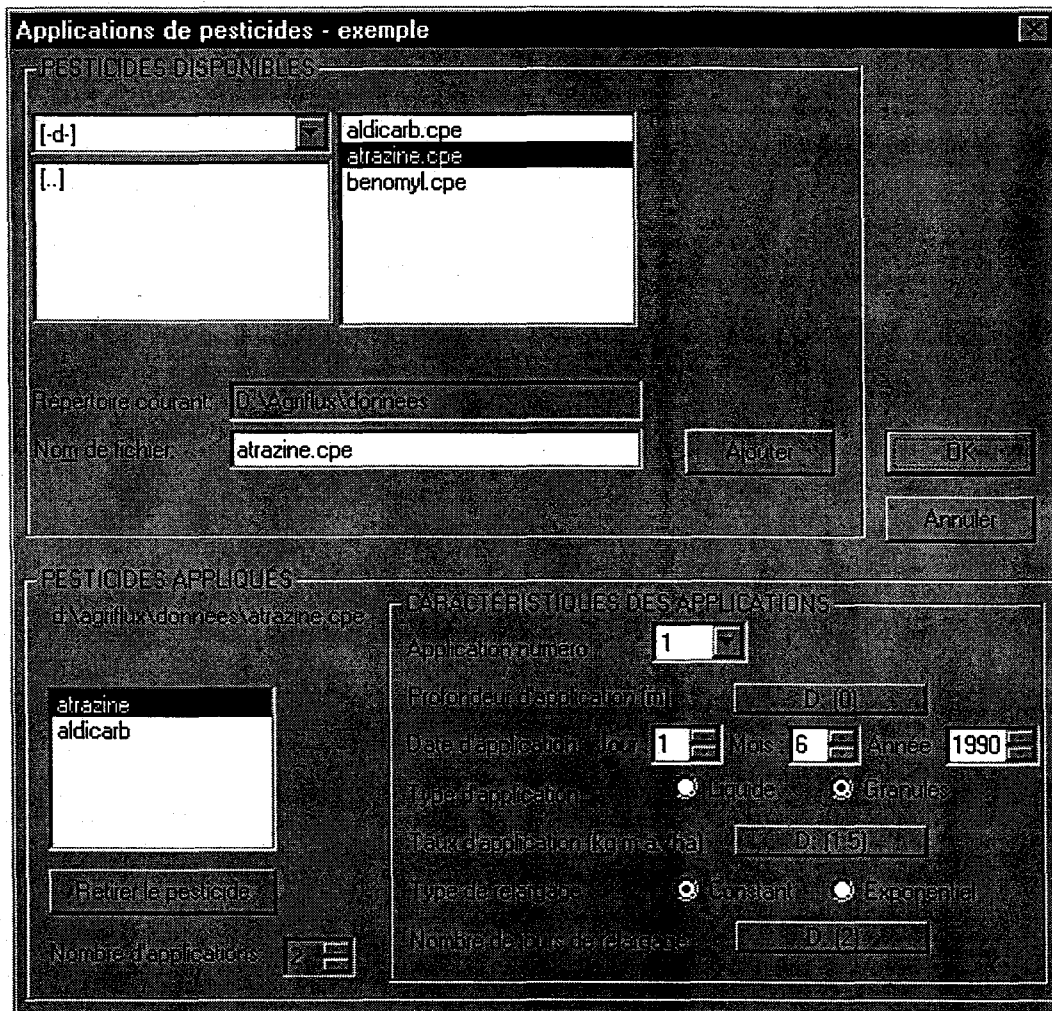 Applications de pesticides - exemple
PESTICIDES DISPONIBLES
[-d-]
[..]
aldicarb.cpe
atrazine.cpe
benomyl.cpe
Répertoire courant: D:\Agriflux\données
Nom de fichier: atrazine.cpe
Ajouter
OK
Annuler
PESTICIDES APPLIQUÉS
d:\agriflux\données\atrazine.cpe
atrazine
aldicarb
Retirer le pesticide
Nombre d'applications 2
CARACTÉRISTIQUES DES APPLICATIONS
Application numéro 1
Profondeur d'application (m) D: (0)
Date d'application: Jour 1 Mois 6 Année 1990
Type d'application Liquide Granules
Taux d'application (kg m.a./ha) D: (1.5)
Type de relargage Constant Exponentiel
Nombre de jours de relargage D: (2)